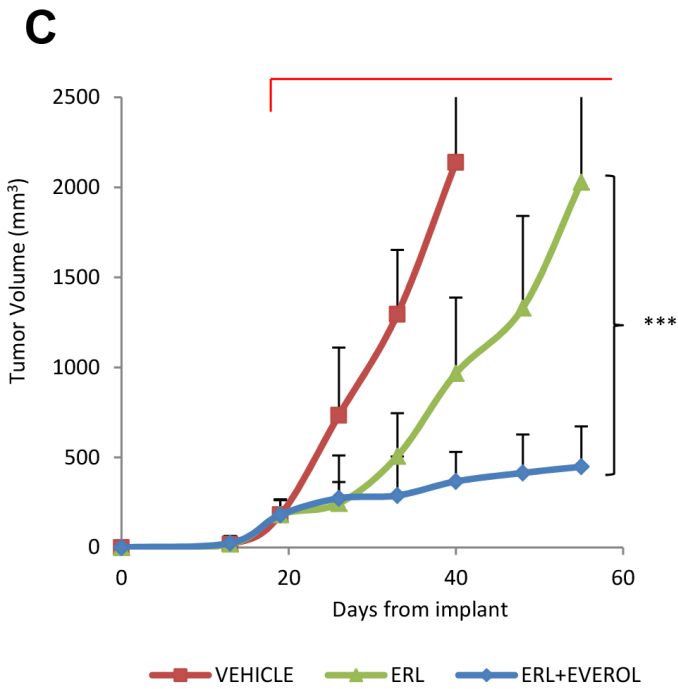 C
2500
2000
1500
1000
500
0
Tumor Volume (mm³)
0 20 40 60
Days from implant
***
VEHICLE ERL ERL+EVEROL